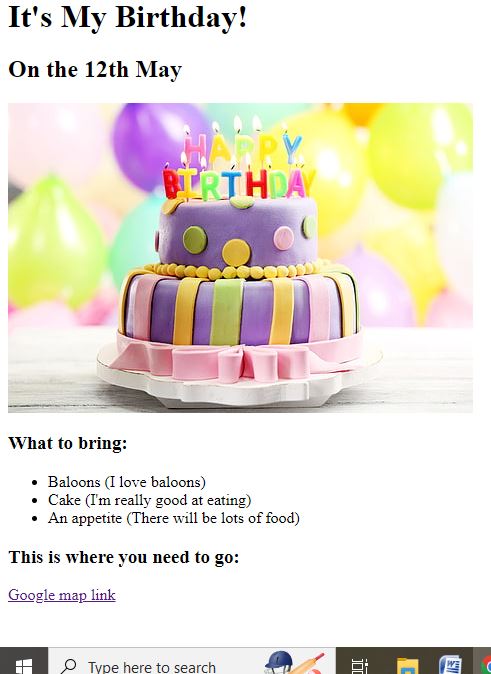 It's My Birthday!
On the 12th May
HAPPY
BIRTHDAY
What to bring:
Baloons (I love baloons)
Cake (I'm really good at eating)
An appetite (There will be lots of food)
This is where you need to go:
Google map link
Type here to search
W